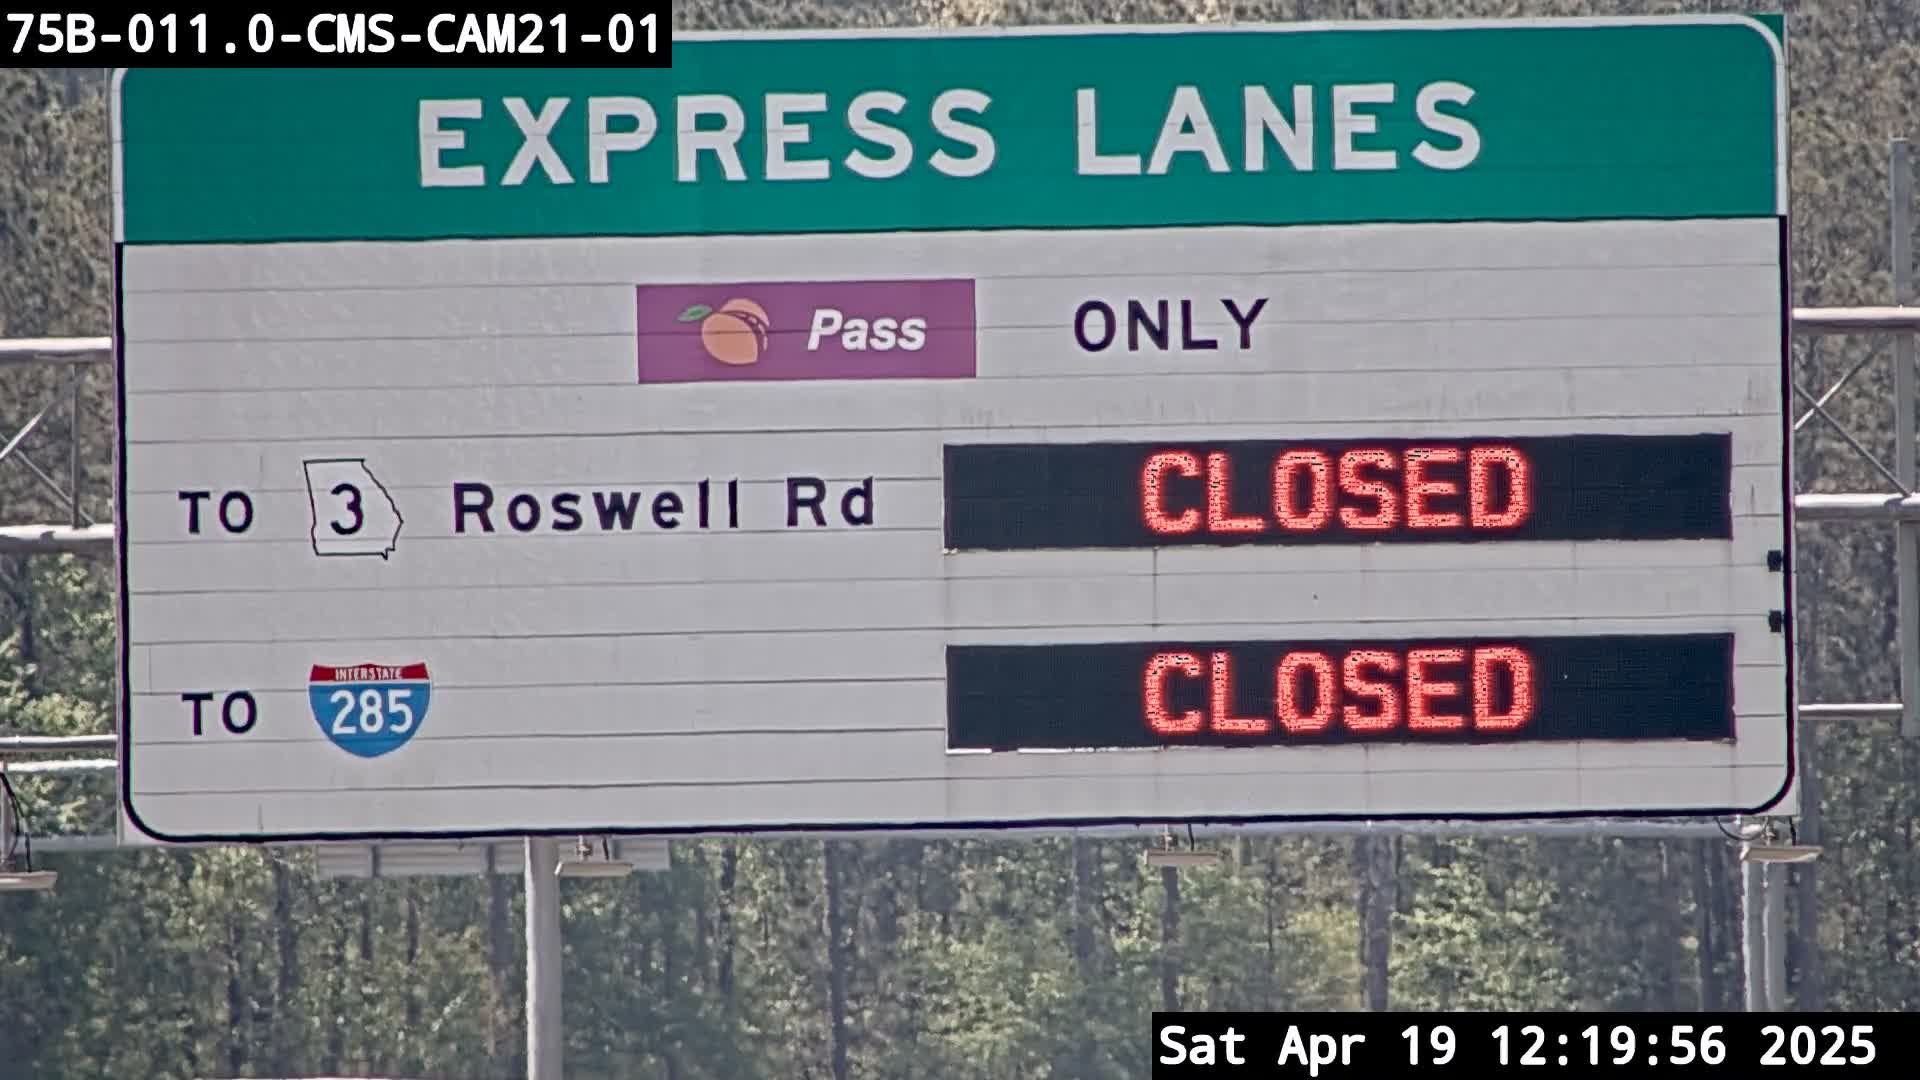 75B-011.0-CMS-CAM21-01
EXPRESS LANES
Pass ONLY
TO 3 Roswell Rd CLOSED
INTERSTATE
TO 285 CLOSED
Sat Apr 19 12:19:56 2025